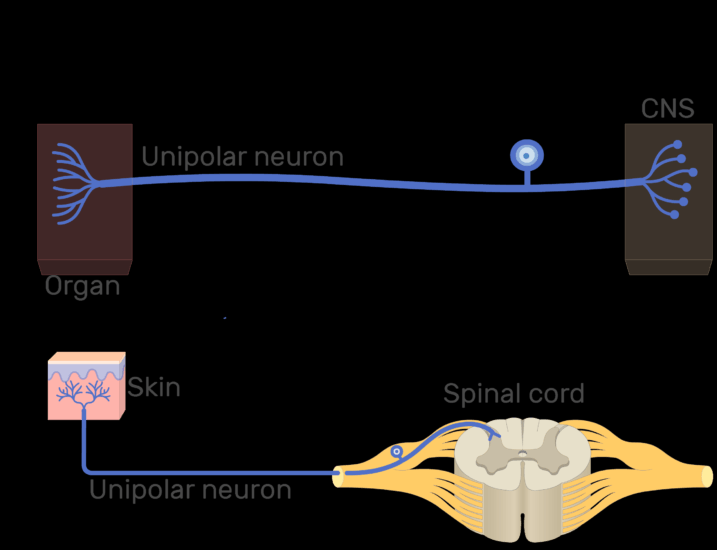 CNS
Unipolar neuron
Organ
Skin
Spinal cord
Unipolar neuron